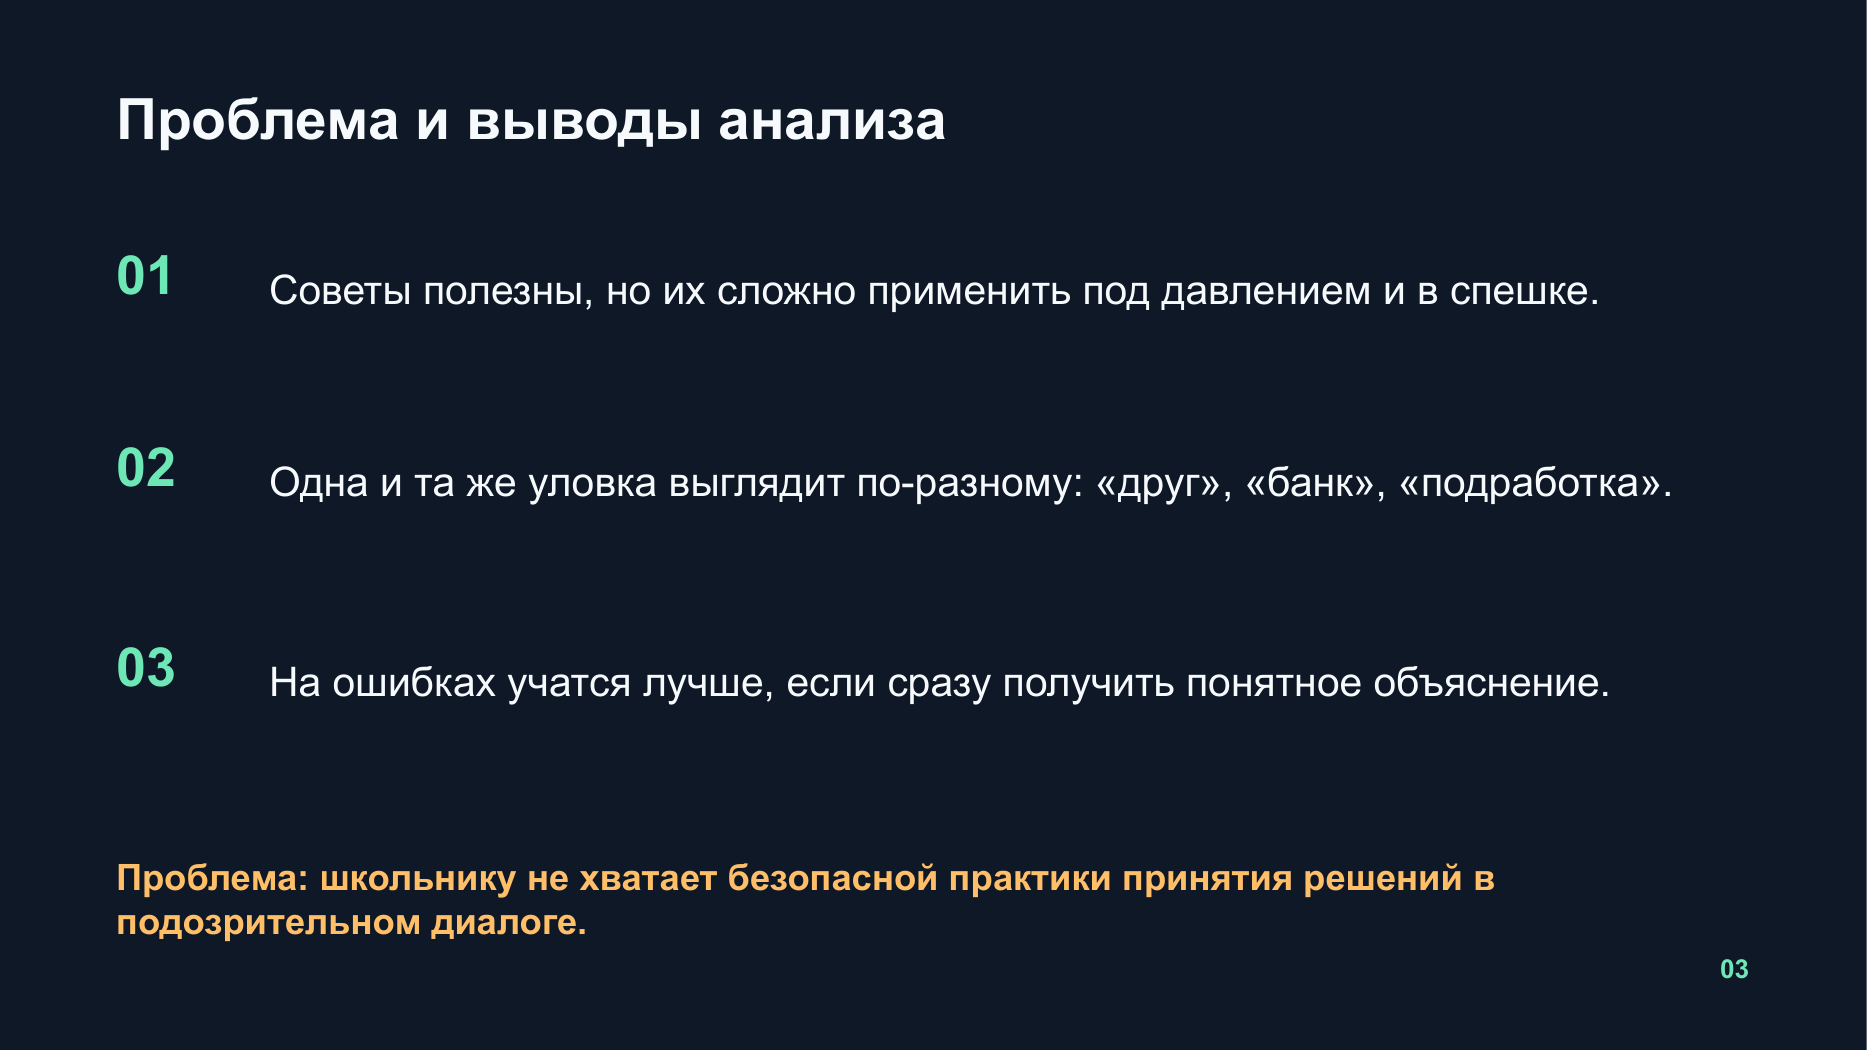 Проблема и выводы анализа
01
Советы полезны, но их сложно применить под давлением и в спешке.
02
Одна и та же уловка выглядит по-разному: «друг», «банк», «подработка».
03
На ошибках учатся лучше, если сразу получить понятное объяснение.
Проблема: школьнику не хватает безопасной практики принятия решений в
подозрительном диалоге.
03